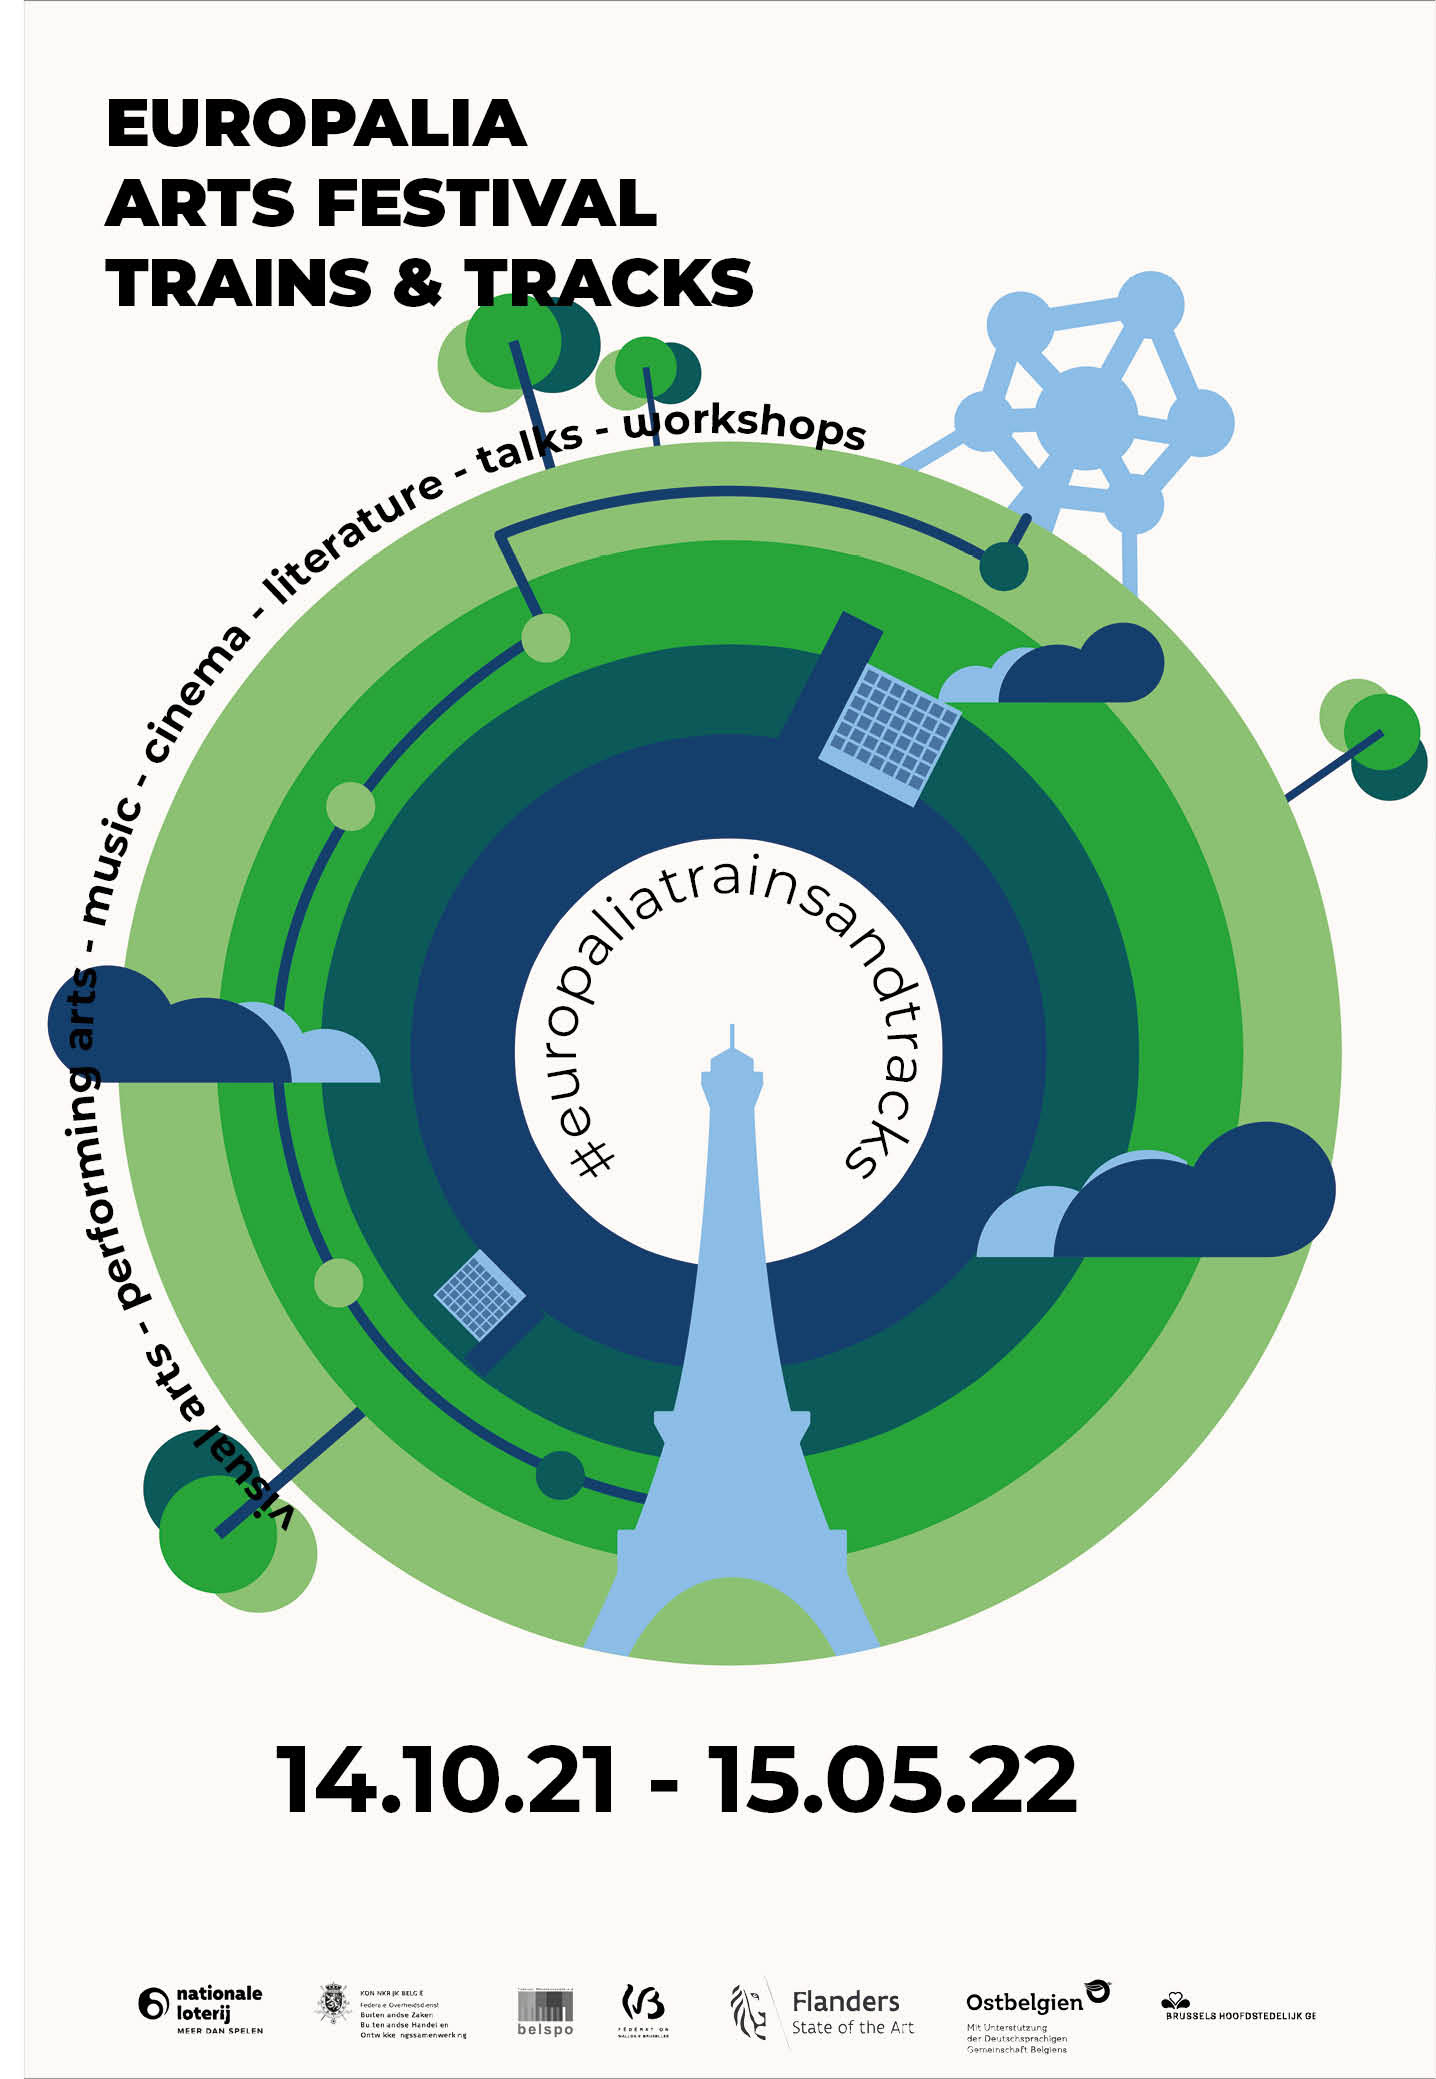 EUROPALIA
ARTS FESTIVAL
TRAINS & TRACKS
visual arts - performing arts - music - cinema - literature - talks - workshops
#europaliatrainsandtracks
14.10.21 - 15.05.22
nationale
loterij
MEER DAN SPELEN
KONINKRIJK BELGIË
Federale Overheidsdienst
Buitenlandse Zaken
Buitenlandse Handel en
Ontwikkelingssamenwerking
belspo
FÉDÉRATION
WALLONIE-BRUXELLES
Flanders
State of the Art
Ostbelgien
Mit Unterstützung
der Deutschsprachigen
Gemeinschaft Belgiens
BRUSSELS HOOFDSTEDELIJK GE